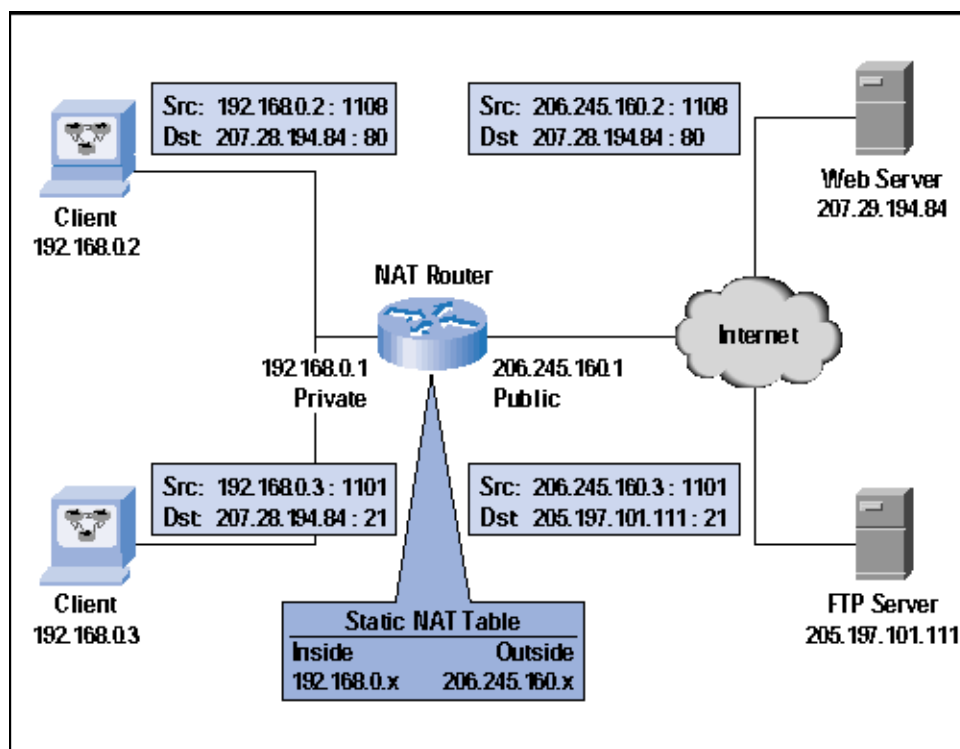 Src: 192.168.0.2 : 1108
Dst: 207.28.194.84 : 80
Src: 206.245.160.2 : 1108
Dst: 207.28.194.84 : 80
Client
192.168.0.2
Web Server
207.29.194.84
NAT Router
Internet
192.168.0.1
Private
206.245.160.1
Public
Src: 192.168.0.3 : 1101
Dst: 207.28.194.84 : 21
Src: 206.245.160.3 : 1101
Dst: 205.197.101.111 : 21
Client
192.168.0.3
FTP Server
205.197.101.111
Static NAT Table
Inside Outside
192.168.0.x 206.245.160.x